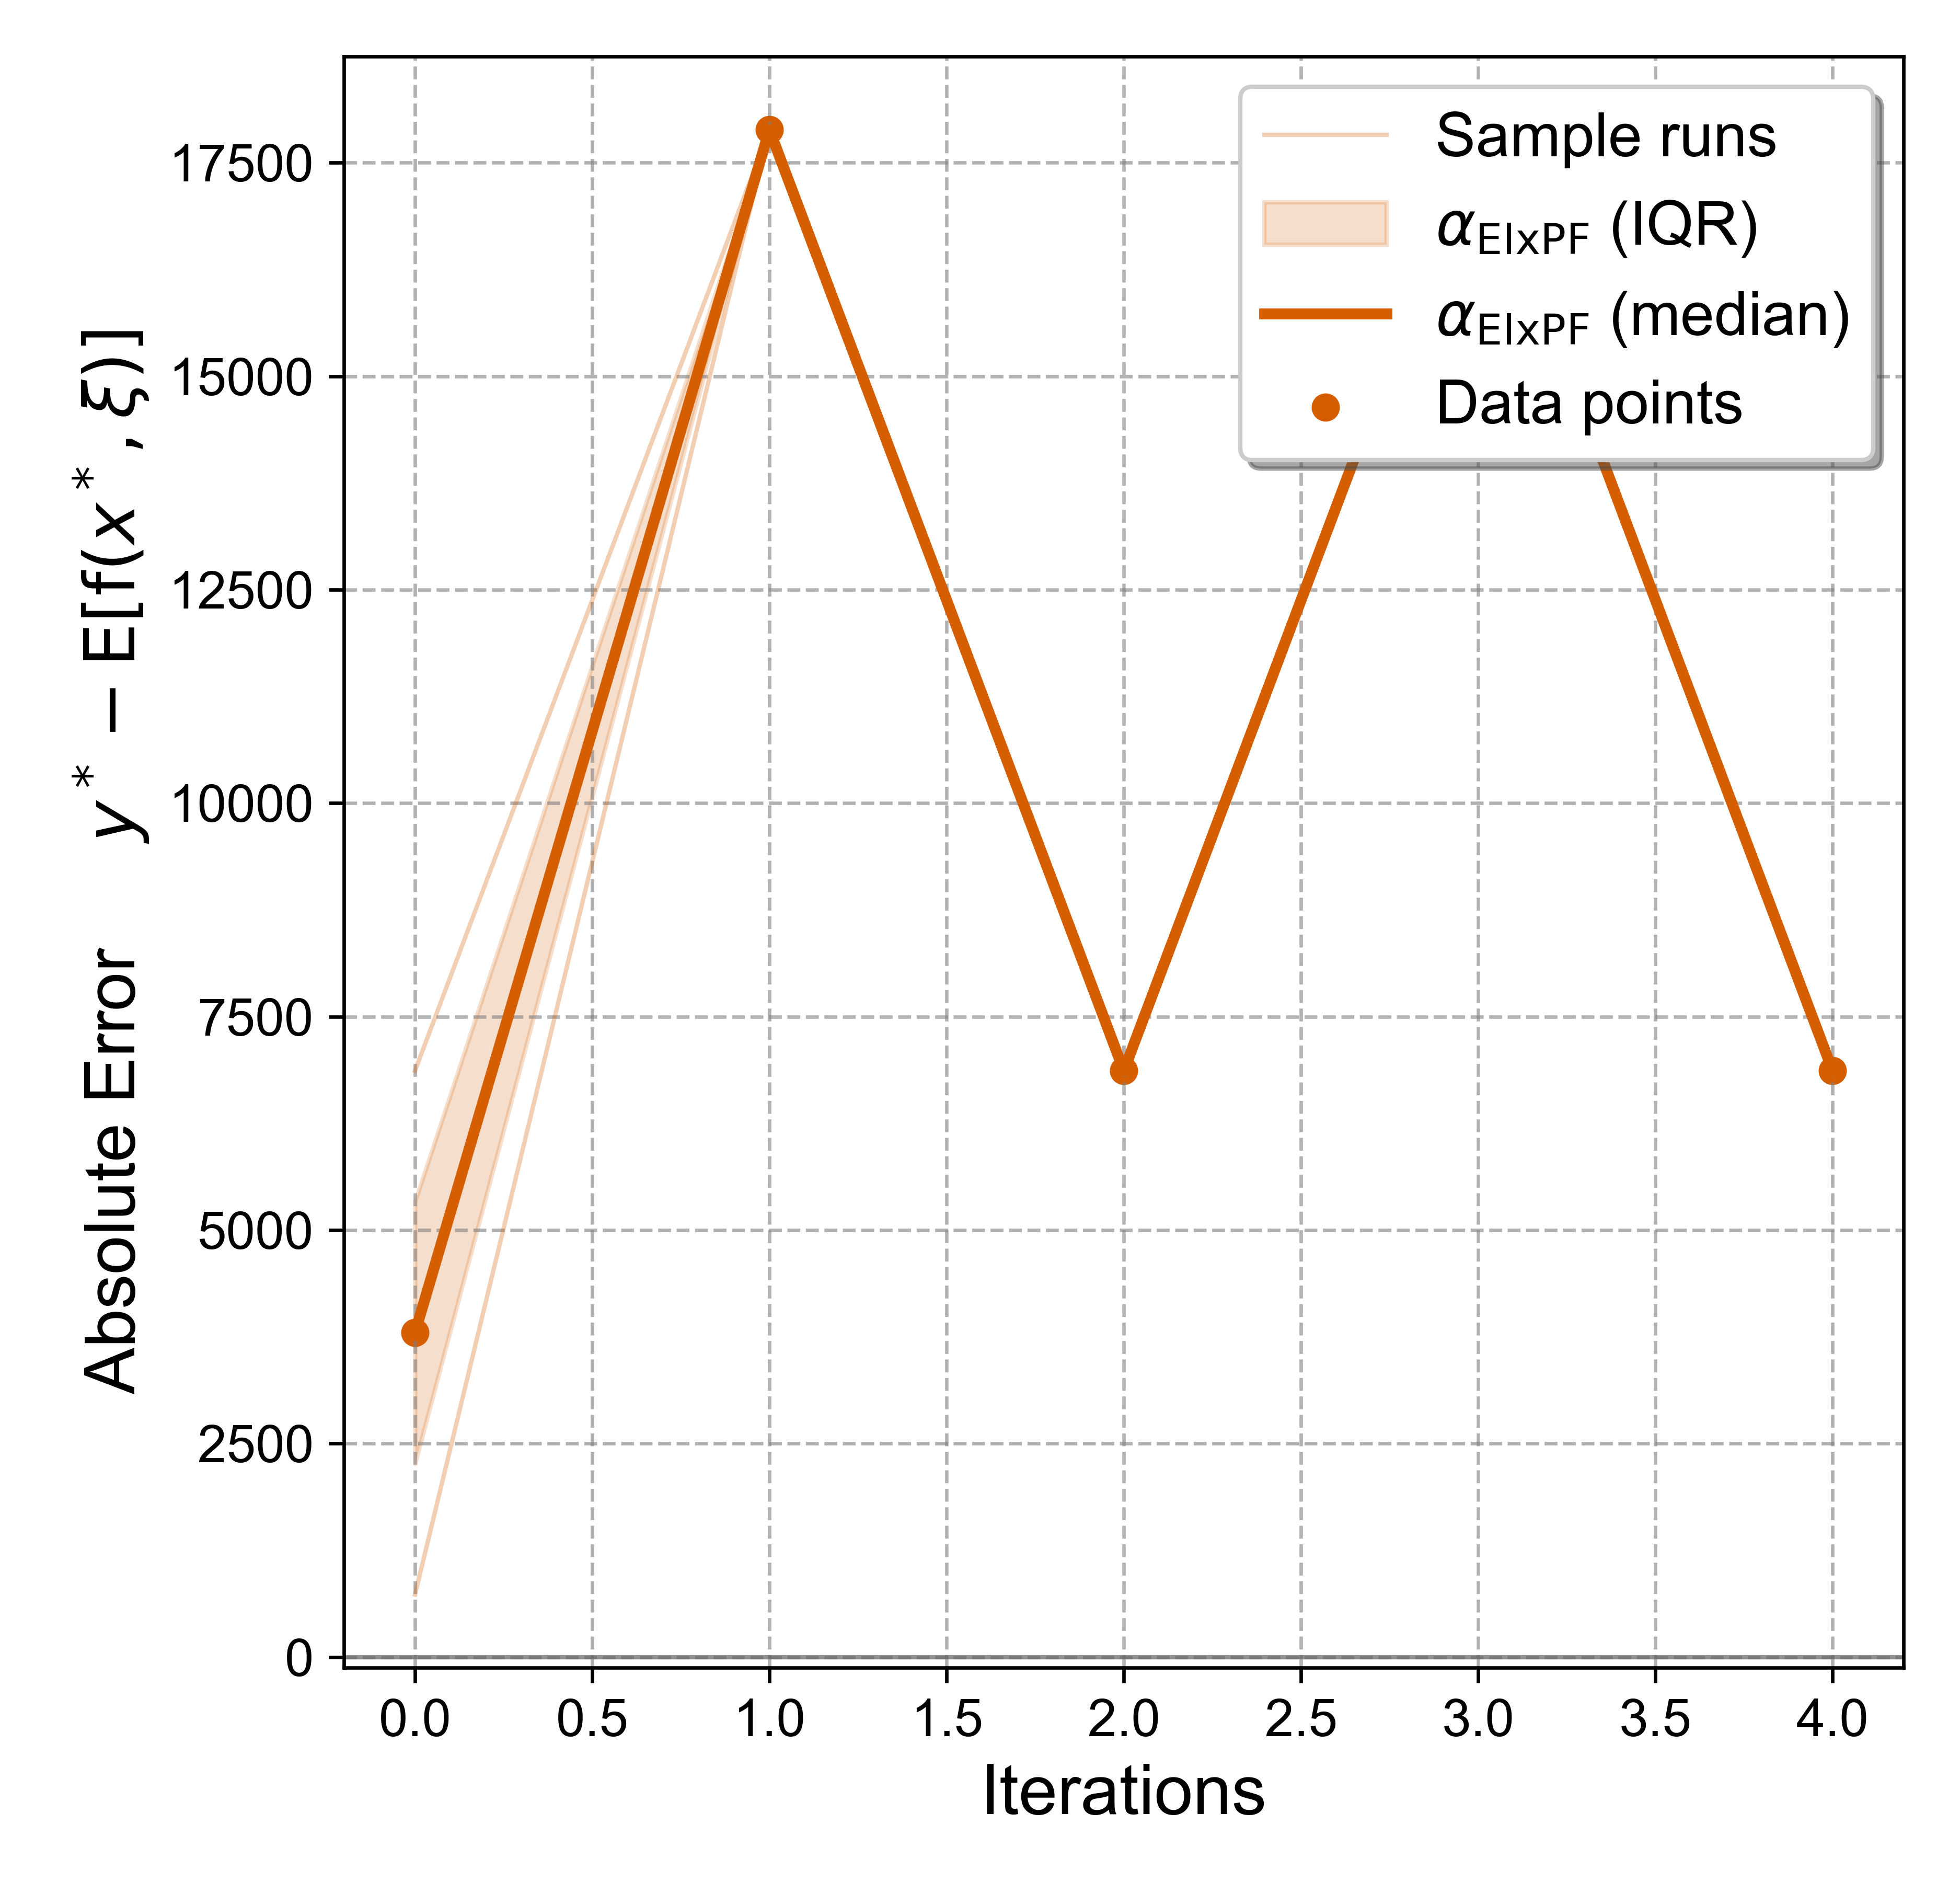 Absolute Error y* − E[f(x*, ξ)]
17500
15000
12500
10000
7500
5000
2500
0
Sample runs
α_EIxPF (IQR)
α_EIxPF (median)
Data points
0.0 0.5 1.0 1.5 2.0 2.5 3.0 3.5 4.0
Iterations